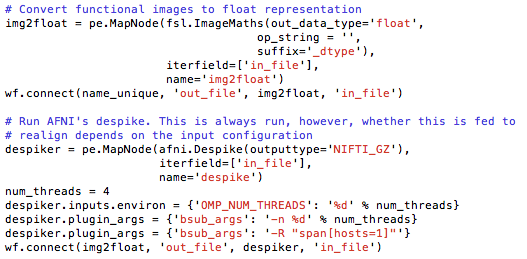 # Convert functional images to float representation
img2float = pe.MapNode(fsl.ImageMaths(out_data_type='float',
op_string = '',
suffix='_dtype'),
iterfield=['in_file'],
name='img2float')
wf.connect(name_unique, 'out_file', img2float, 'in_file')
# Run AFNI's despike. This is always run, however, whether this is fed to
# realign depends on the input configuration
despiker = pe.MapNode(afni.Despike(outputtype='NIFTI_GZ'),
iterfield=['in_file'],
name='despike')
num_threads = 4
despiker.inputs.environ = {'OMP_NUM_THREADS': '%d' % num_threads}
despiker.plugin_args = {'bsub_args': '-n %d' % num_threads}
despiker.plugin_args = {'bsub_args': '-R "span[hosts=1]"'}
wf.connect(img2float, 'out_file', despiker, 'in_file')